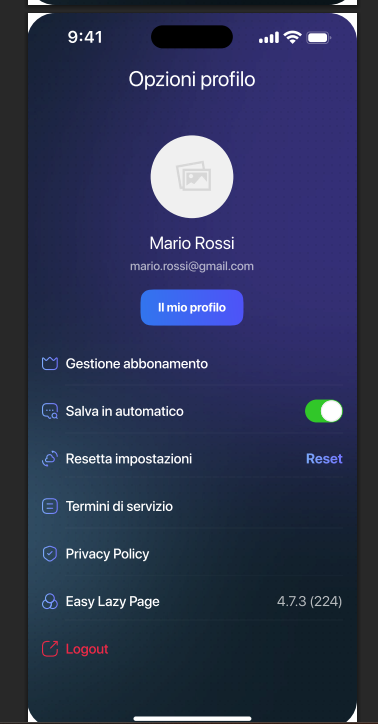 9:41
Opzioni profilo
Mario Rossi
mario.rossi@gmail.com
Il mio profilo
Gestione abbonamento
Salva in automatico
Resetta impostazioni Reset
Termini di servizio
Privacy Policy
Easy Lazy Page 4.7.3 (224)
Logout